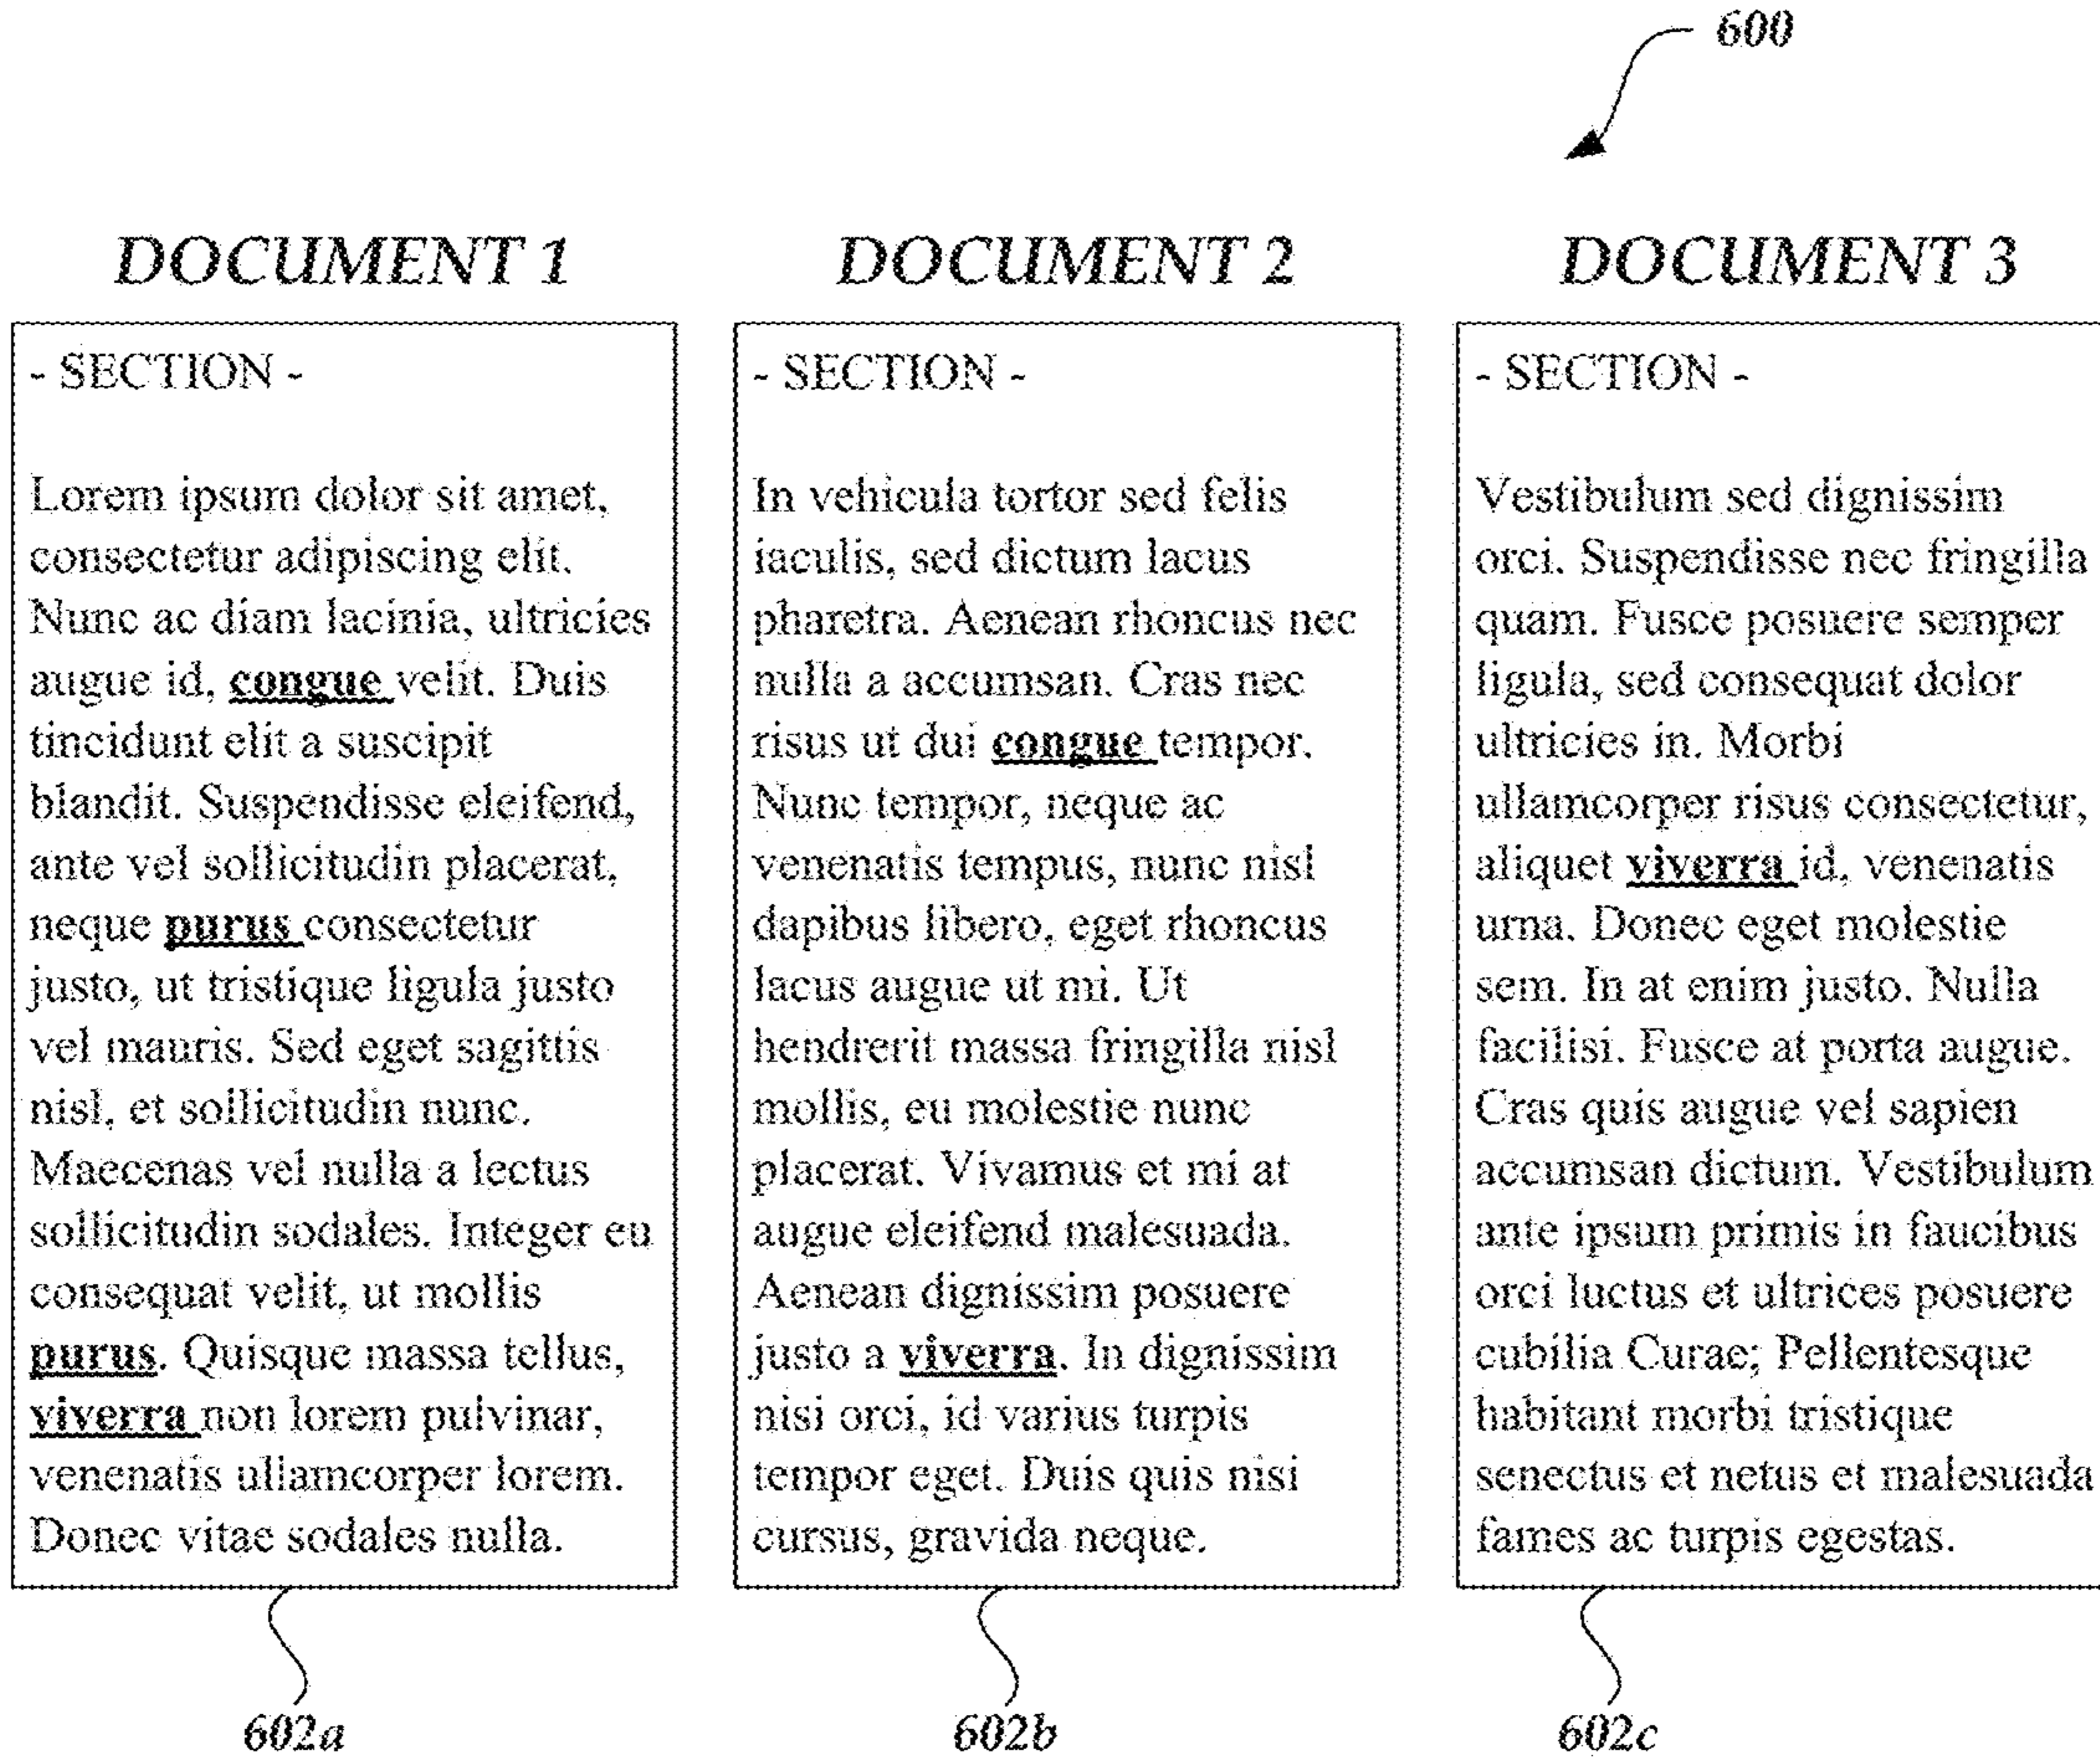 600
DOCUMENT 1
- SECTION -
Lorem ipsum dolor sit amet,
consectetur adipiscing elit.
Nunc ac diam lacinia, ultricies
augue id, congue velit. Duis
tincidunt elit a suscipit
blandit. Suspendisse eleifend,
ante vel sollicitudin placerat,
neque purus consectetur
justo, ut tristique ligula justo
vel mauris. Sed eget sagittis
nisl, et sollicitudin nunc.
Maecenas vel nulla a lectus
sollicitudin sodales. Integer eu
consequat velit, ut mollis
purus. Quisque massa tellus,
viverra non lorem pulvinar,
venenatis ullamcorper lorem.
Donec vitae sodales nulla.
602a
DOCUMENT 2
- SECTION -
In vehicula tortor sed felis
iaculis, sed dictum lacus
pharetra. Aenean rhoncus nec
nulla a accumsan. Cras nec
risus ut dui congue tempor.
Nunc tempor, neque ac
venenatis tempus, nunc nisl
dapibus libero, eget rhoncus
lacus augue ut mi. Ut
hendrerit massa fringilla nisl
mollis, eu molestie nunc
placerat. Vivamus et mi at
augue eleifend malesuada.
Aenean dignissim posuere
justo a viverra. In dignissim
nisi orci, id varius turpis
tempor eget. Duis quis nisi
cursus, gravida neque.
602b
DOCUMENT 3
- SECTION -
Vestibulum sed dignissim
orci. Suspendisse nec fringilla
quam. Fusce posuere semper
ligula, sed consequat dolor
ultricies in. Morbi
ullamcorper risus consectetur,
aliquet viverra id, venenatis
urna. Donec eget molestie
sem. In at enim justo. Nulla
facilisi. Fusce at porta augue.
Cras quis augue vel sapien
accumsan dictum. Vestibulum
ante ipsum primis in faucibus
orci luctus et ultrices posuere
cubilia Curae; Pellentesque
habitant morbi tristique
senectus et netus et malesuada
fames ac turpis egestas.
602c